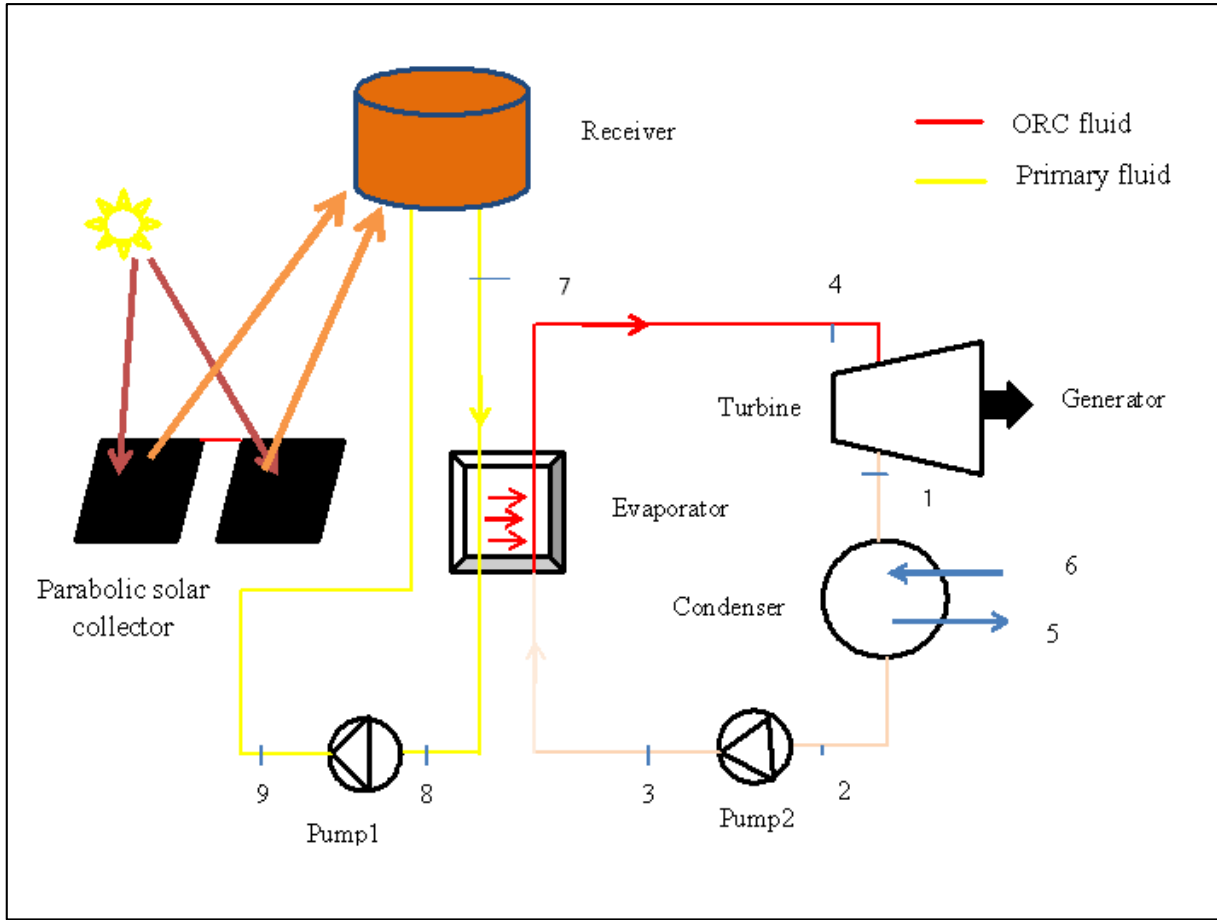 Receiver
ORC fluid
Primary fluid
7
4
Turbine
Generator
1
Evaporator
Parabolic solar
collector
Condenser
6
5
9
8
3
2
Pump1
Pump2